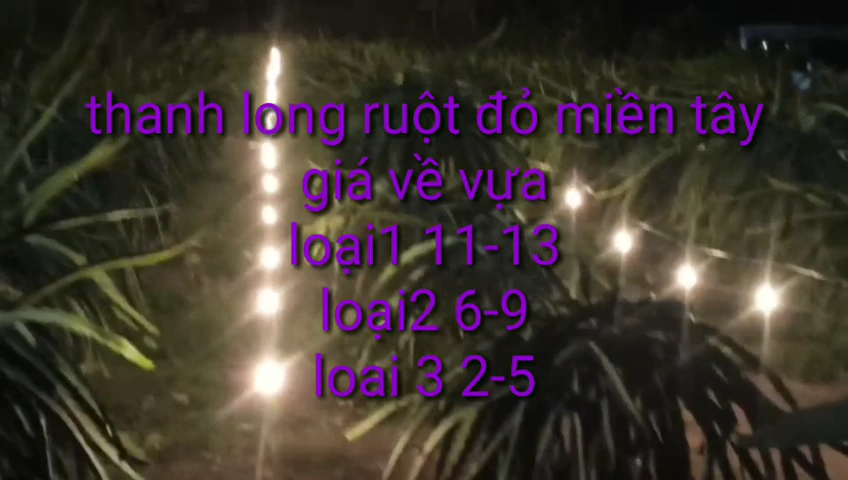 thanh long ruột đỏ miền tây
giá về vựa
loại1 11-13
loại2 6-9
loai 3 2-5